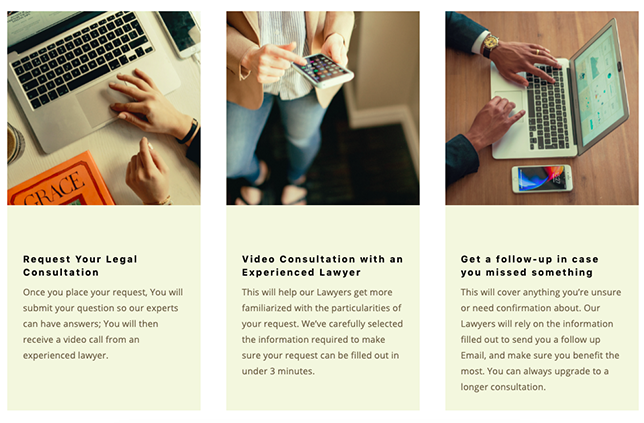 GRACE
Request Your Legal
Consultation
Once you place your request, You will
submit your question so our experts
can have answers; You will then
receive a video call from an
experienced lawyer.
Video Consultation with an
Experienced Lawyer
This will help our Lawyers get more
familiarized with the particularities of
your request. We’ve carefully selected
the information required to make
sure your request can be filled out in
under 3 minutes.
Get a follow-up in case
you missed something
This will cover anything you’re unsure
or need confirmation about. Our
Lawyers will rely on the information
filled out to send you a follow up
Email, and make sure you benefit the
most. You can always upgrade to a
longer consultation.